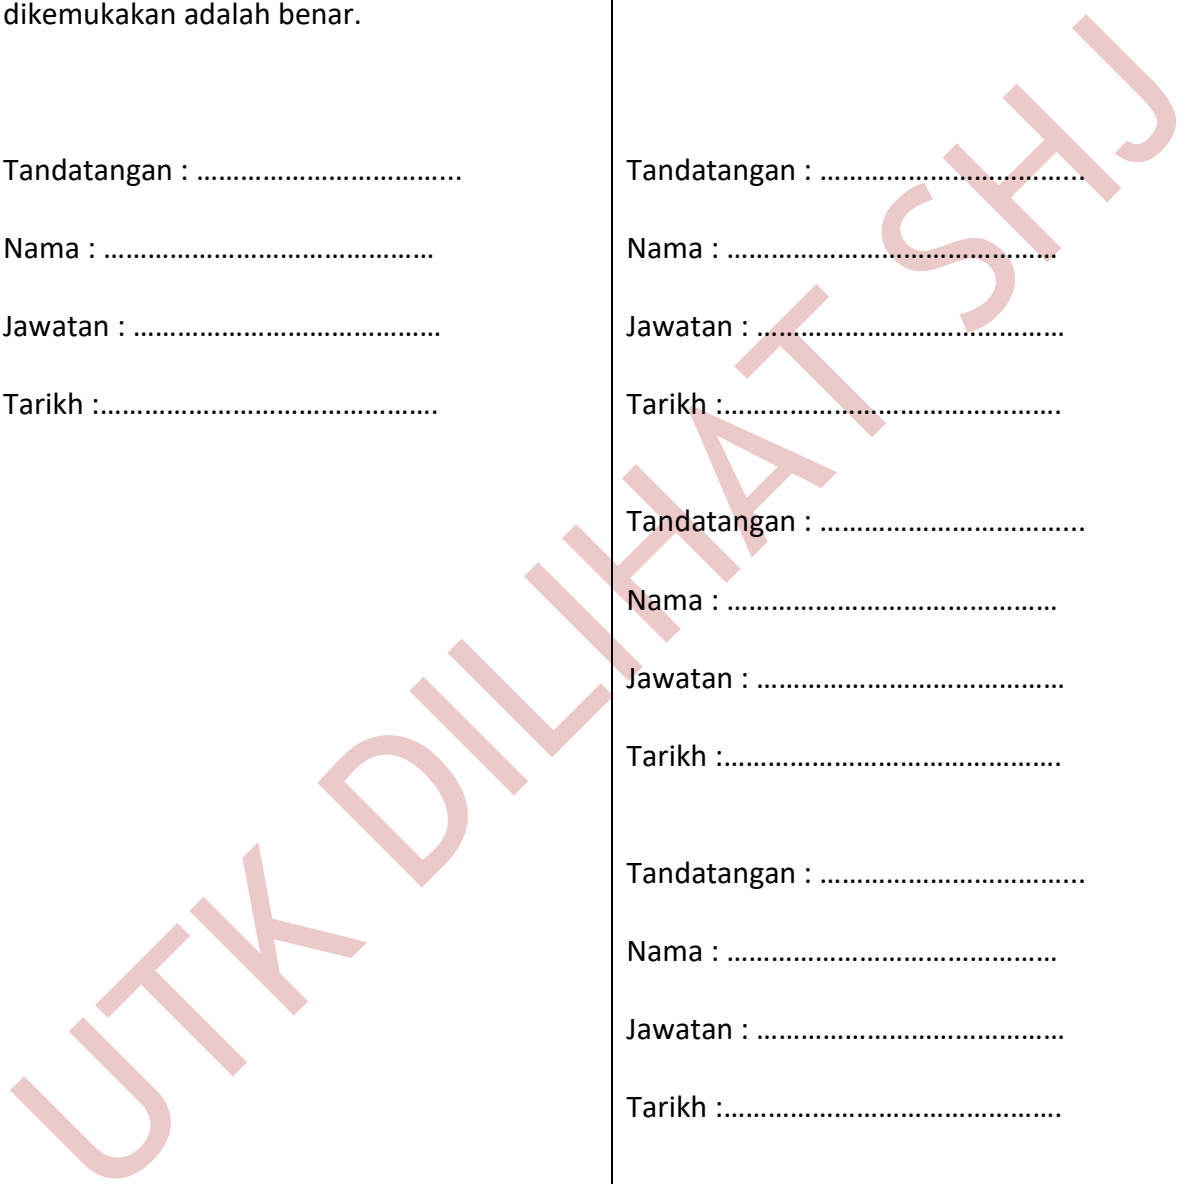 dikemukakan adalah benar.
Tandatangan : ……………………………...
Nama : ………………………………………
Jawatan : ……………………………………
Tarikh :……………………………………….
Tandatangan : ……………………………...
Nama : ………………………………………
Jawatan : ……………………………………
Tarikh :……………………………………….
Tandatangan : ……………………………...
Nama : ………………………………………
Jawatan : ……………………………………
Tarikh :……………………………………….
Tandatangan : ……………………………...
Nama : ………………………………………
Jawatan : ……………………………………
Tarikh :……………………………………….
UTK DILIHAT SHJ